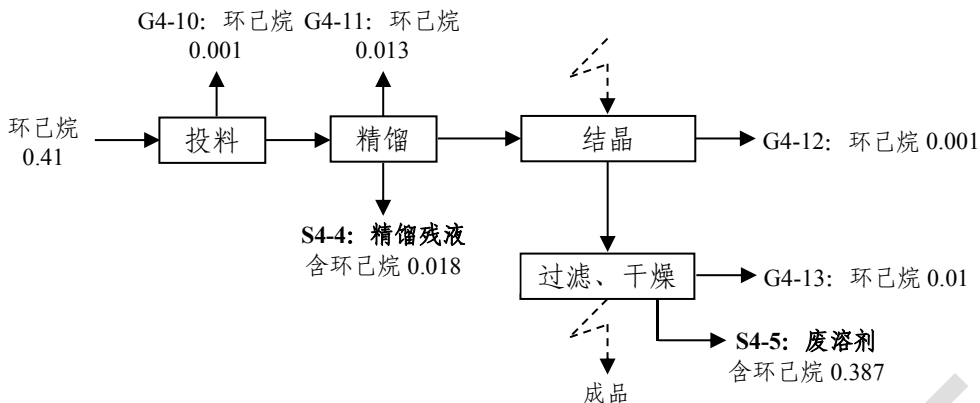 G4-10：环己烷
0.001
G4-11：环己烷
0.013
环己烷
0.41
投料
精馏
结晶
G4-12：环己烷 0.001
S4-4：精馏残液
含环己烷 0.018
过滤、干燥
G4-13：环己烷 0.01
S4-5：废溶剂
含环己烷 0.387
成品